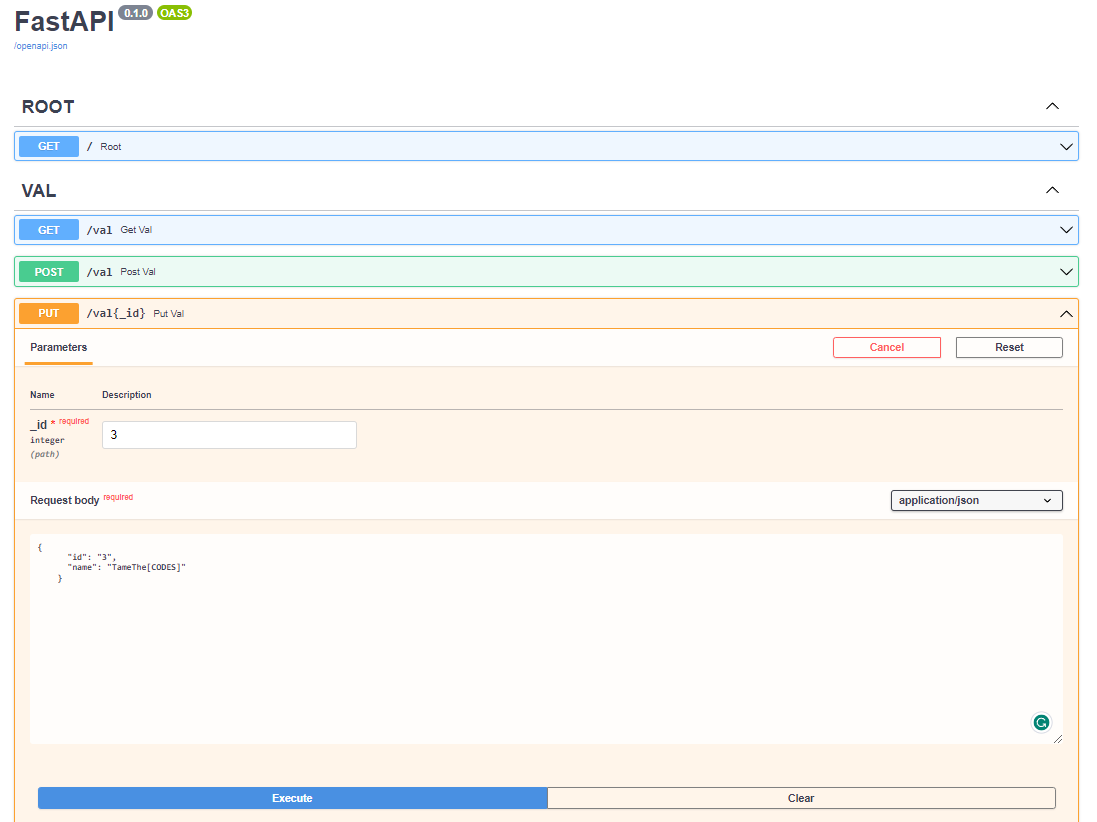 FastAPI 0.1.0 OAS3
/openapi.json
ROOT
GET / Root
VAL
GET /val Get Val
POST /val Post Val
PUT /val{_id} Put Val
Parameters Cancel Reset
Name Description
_id * required 3
integer
(path)
Request body required application/json
{
"id": "3",
"name": "TameThe[CODES]"
}
Execute Clear